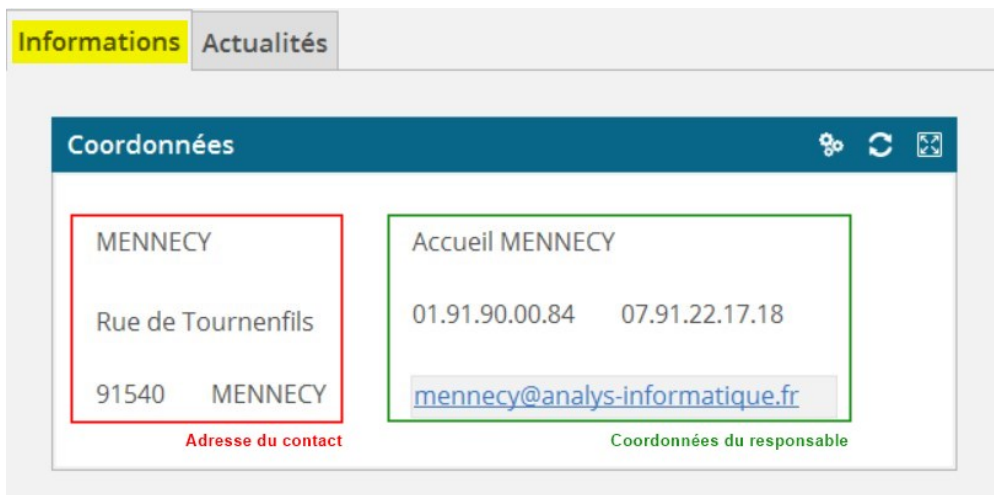 Informations Actualités
Coordonnées
MENNECY
Rue de Tournenfils
91540 MENNECY
Adresse du contact
Accueil MENNECY
01.91.90.00.84 07.91.22.17.18
mennecy@analys-informatique.fr
Coordonnées du responsable